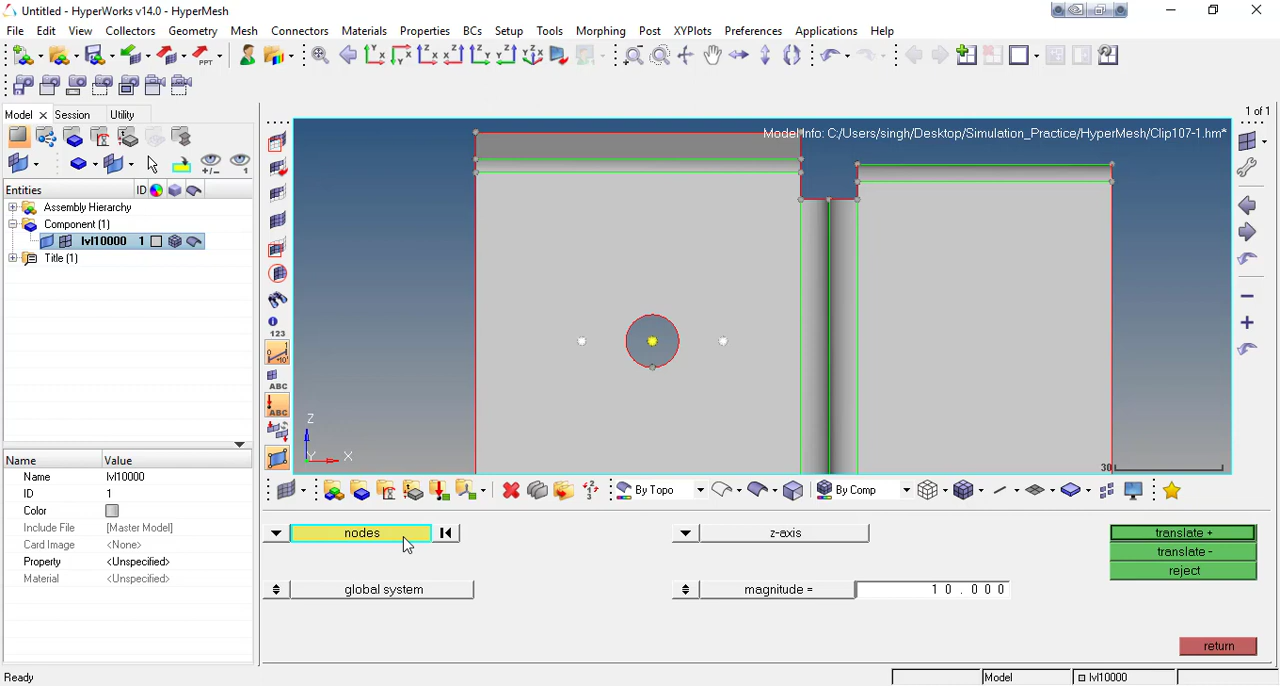 Untitled - HyperWorks v14.0 - HyperMesh
File Edit View Collectors Geometry Mesh Connectors Materials Properties BCs Setup Tools Morphing Post XYPlots Preferences Applications Help
PPT
Model Session Utility
1 of 1
Model Info: C:/Users/singh/Desktop/Simulation_Practice/HyperMesh/Clip107-1.hm*
Entities ID
Assembly Hierarchy
Component (1)
lvl10000 1
Title (1)
123
ABC
ABC
Z
Y X
30
Name Value
Name lvl10000
ID 1
Color
Include File [Master Model]
Card Image <None>
Property <Unspecified>
Material <Unspecified>
By Topo By Comp
nodes z-axis translate +
translate -
reject
global system magnitude = 10.000
return
Ready Model lvl10000